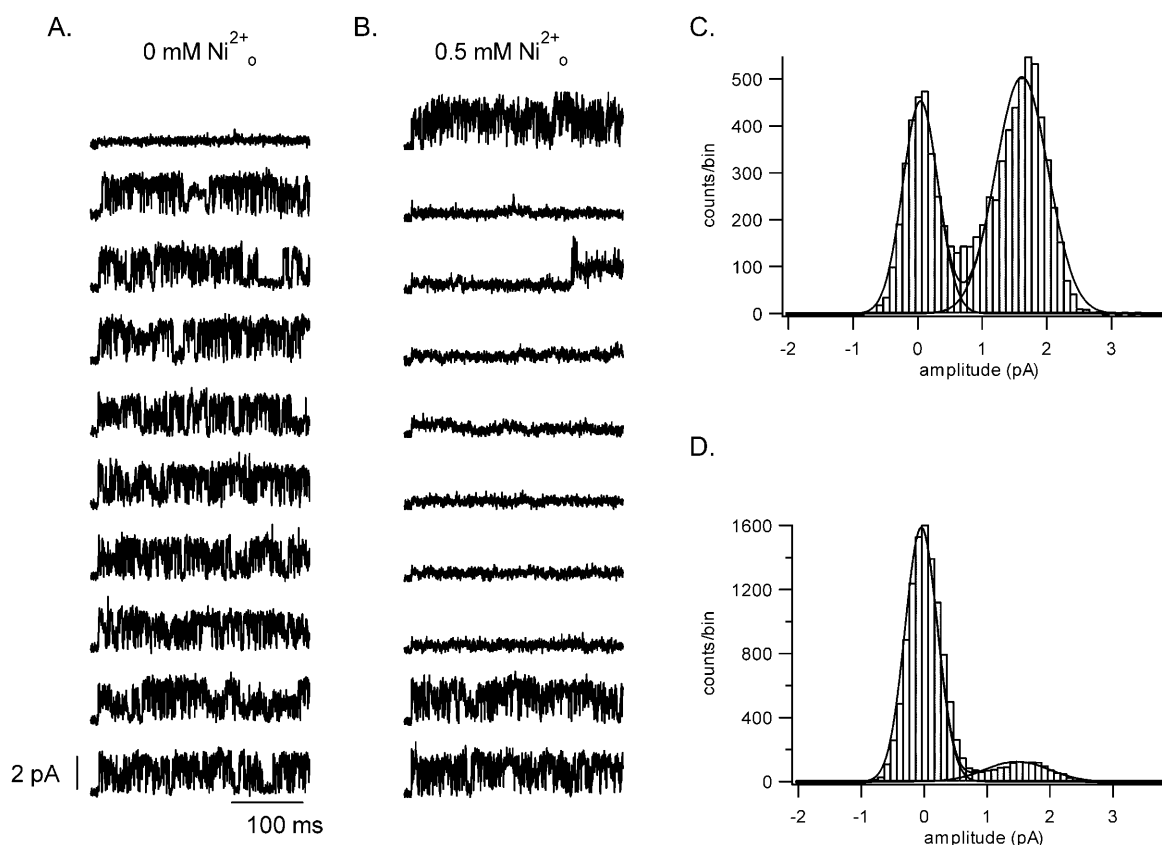 A.
0 mM Ni2+o
2 pA
100 ms
B.
0.5 mM Ni2+o
C.
500
400
300
200
100
0
counts/bin
-2 -1 0 1 2 3
amplitude (pA)
D.
1600
1200
800
400
0
counts/bin
-2 -1 0 1 2 3
amplitude (pA)